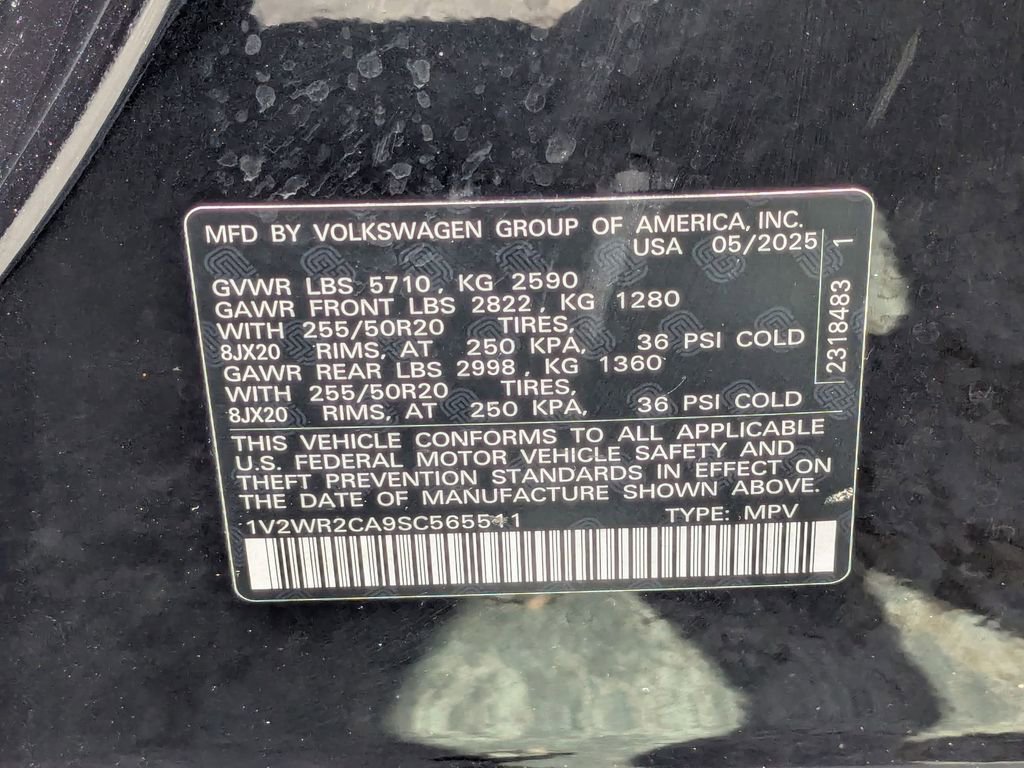 MFD BY VOLKSWAGEN GROUP OF AMERICA, INC.
USA 05/2025
GVWR LBS 5710, KG 2590
GAWR FRONT LBS 2822, KG 1280
WITH 255/50R20 TIRES,
8JX20 RIMS, AT 250 KPA, 36 PSI COLD
GAWR REAR LBS 2998, KG 1360
WITH 255/50R20 TIRES,
8JX20 RIMS, AT 250 KPA, 36 PSI COLD
2318483 1
THIS VEHICLE CONFORMS TO ALL APPLICABLE
U.S. FEDERAL MOTOR VEHICLE SAFETY AND
THEFT PREVENTION STANDARDS IN EFFECT ON
THE DATE OF MANUFACTURE SHOWN ABOVE.
1V2WR2CA9SC565511 TYPE: MPV